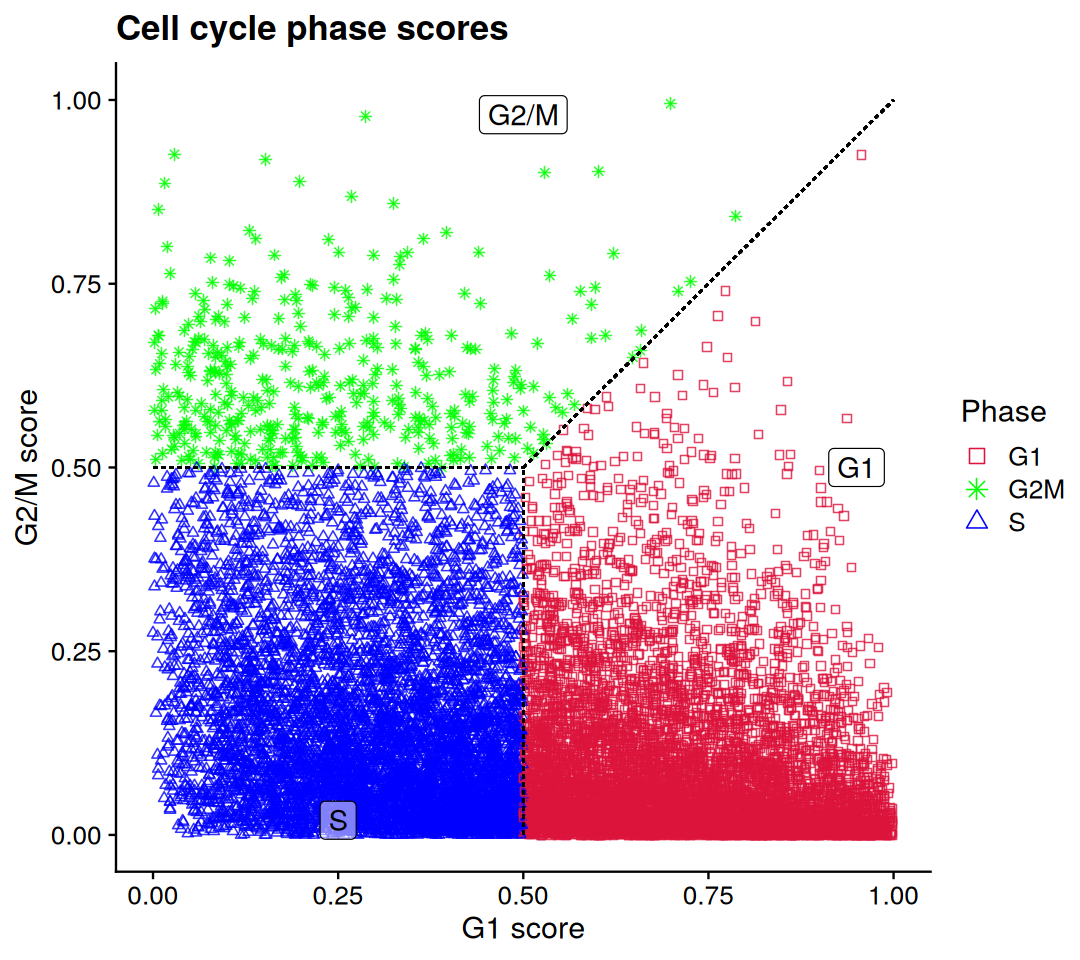 Cell cycle phase scores
G2/M score
1.00
0.75
0.50
0.25
0.00
G2/M
G1
S
0.00
0.25
0.50
0.75
1.00
G1 score
Phase
G1
G2M
S